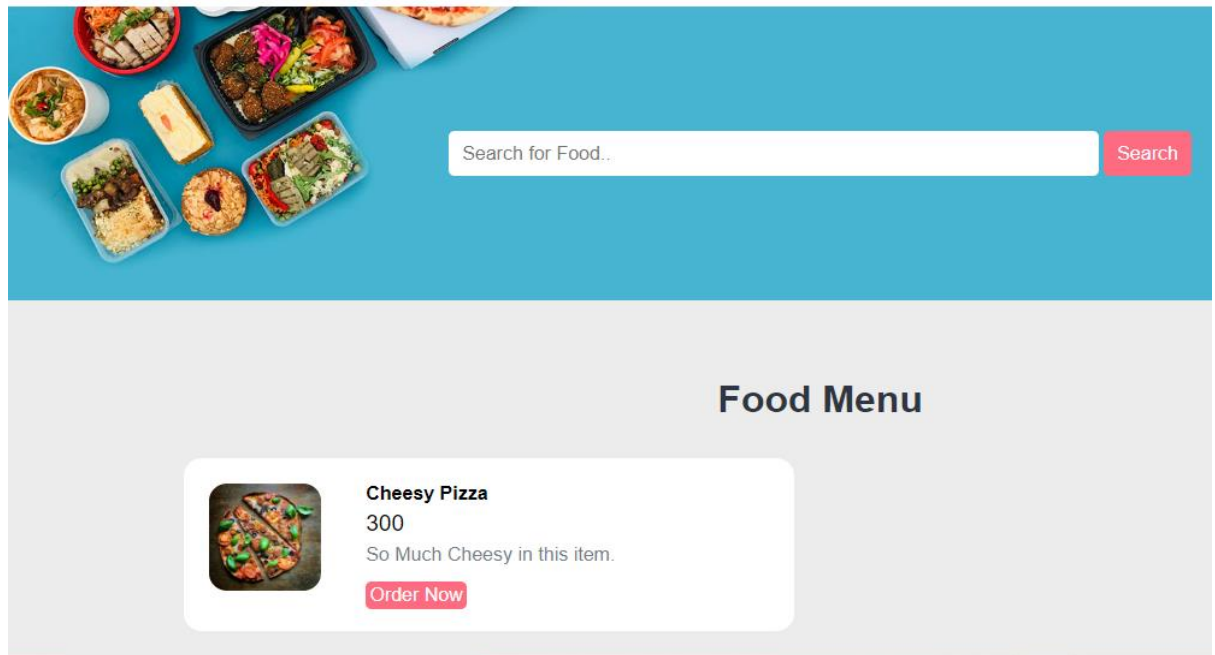 Search for Food..
Search
Food Menu
Cheesy Pizza
300
So Much Cheesy in this item.
Order Now